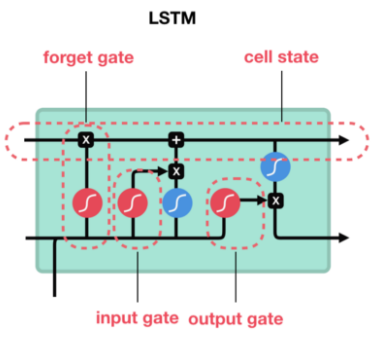 LSTM
forget gate cell state
x +
x
x
input gate output gate